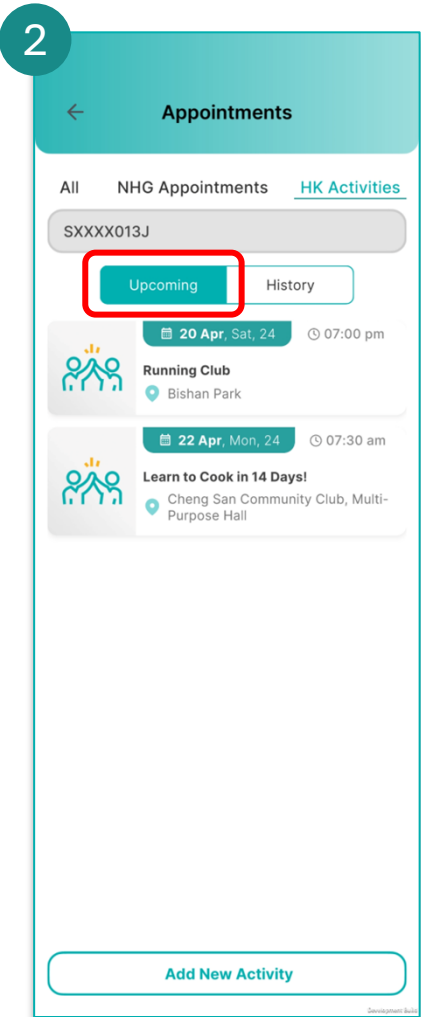 2
Appointments
All NHG Appointments HK Activities
SXXXX013J
Upcoming History
20 Apr, Sat, 24 07:00 pm
Running Club
Bishan Park
22 Apr, Mon, 24 07:30 am
Learn to Cook in 14 Days!
Cheng San Community Club, Multi-
Purpose Hall
Add New Activity
Development Build